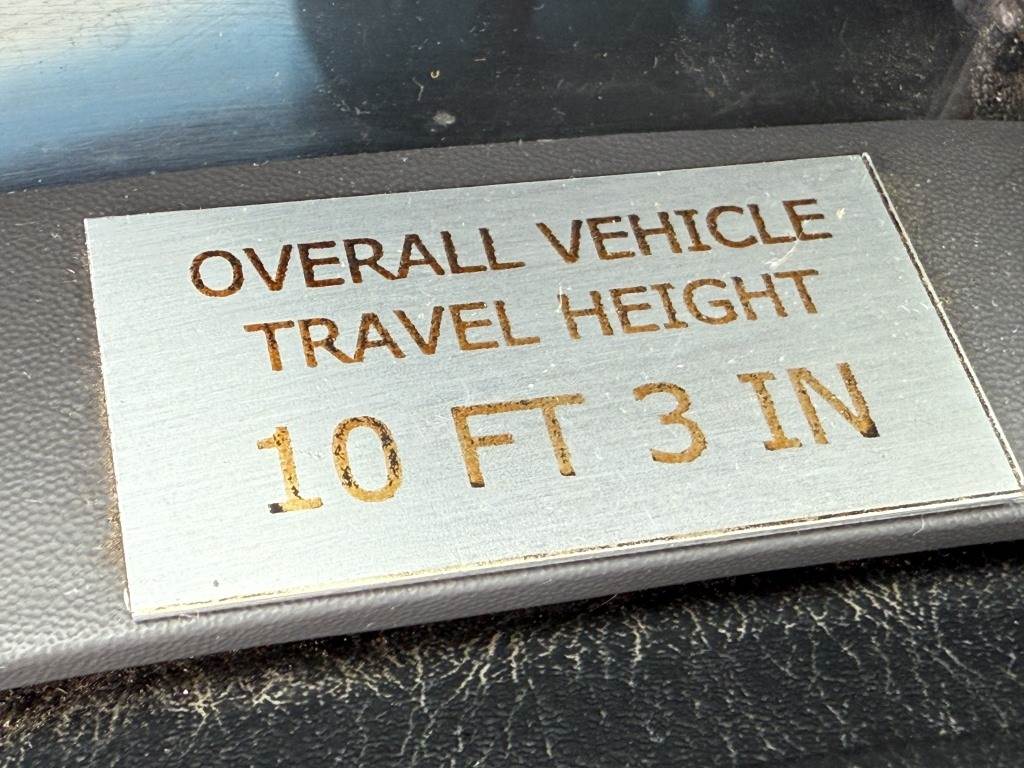 OVERALL VEHICLE
TRAVEL HEIGHT
10 FT 3 IN